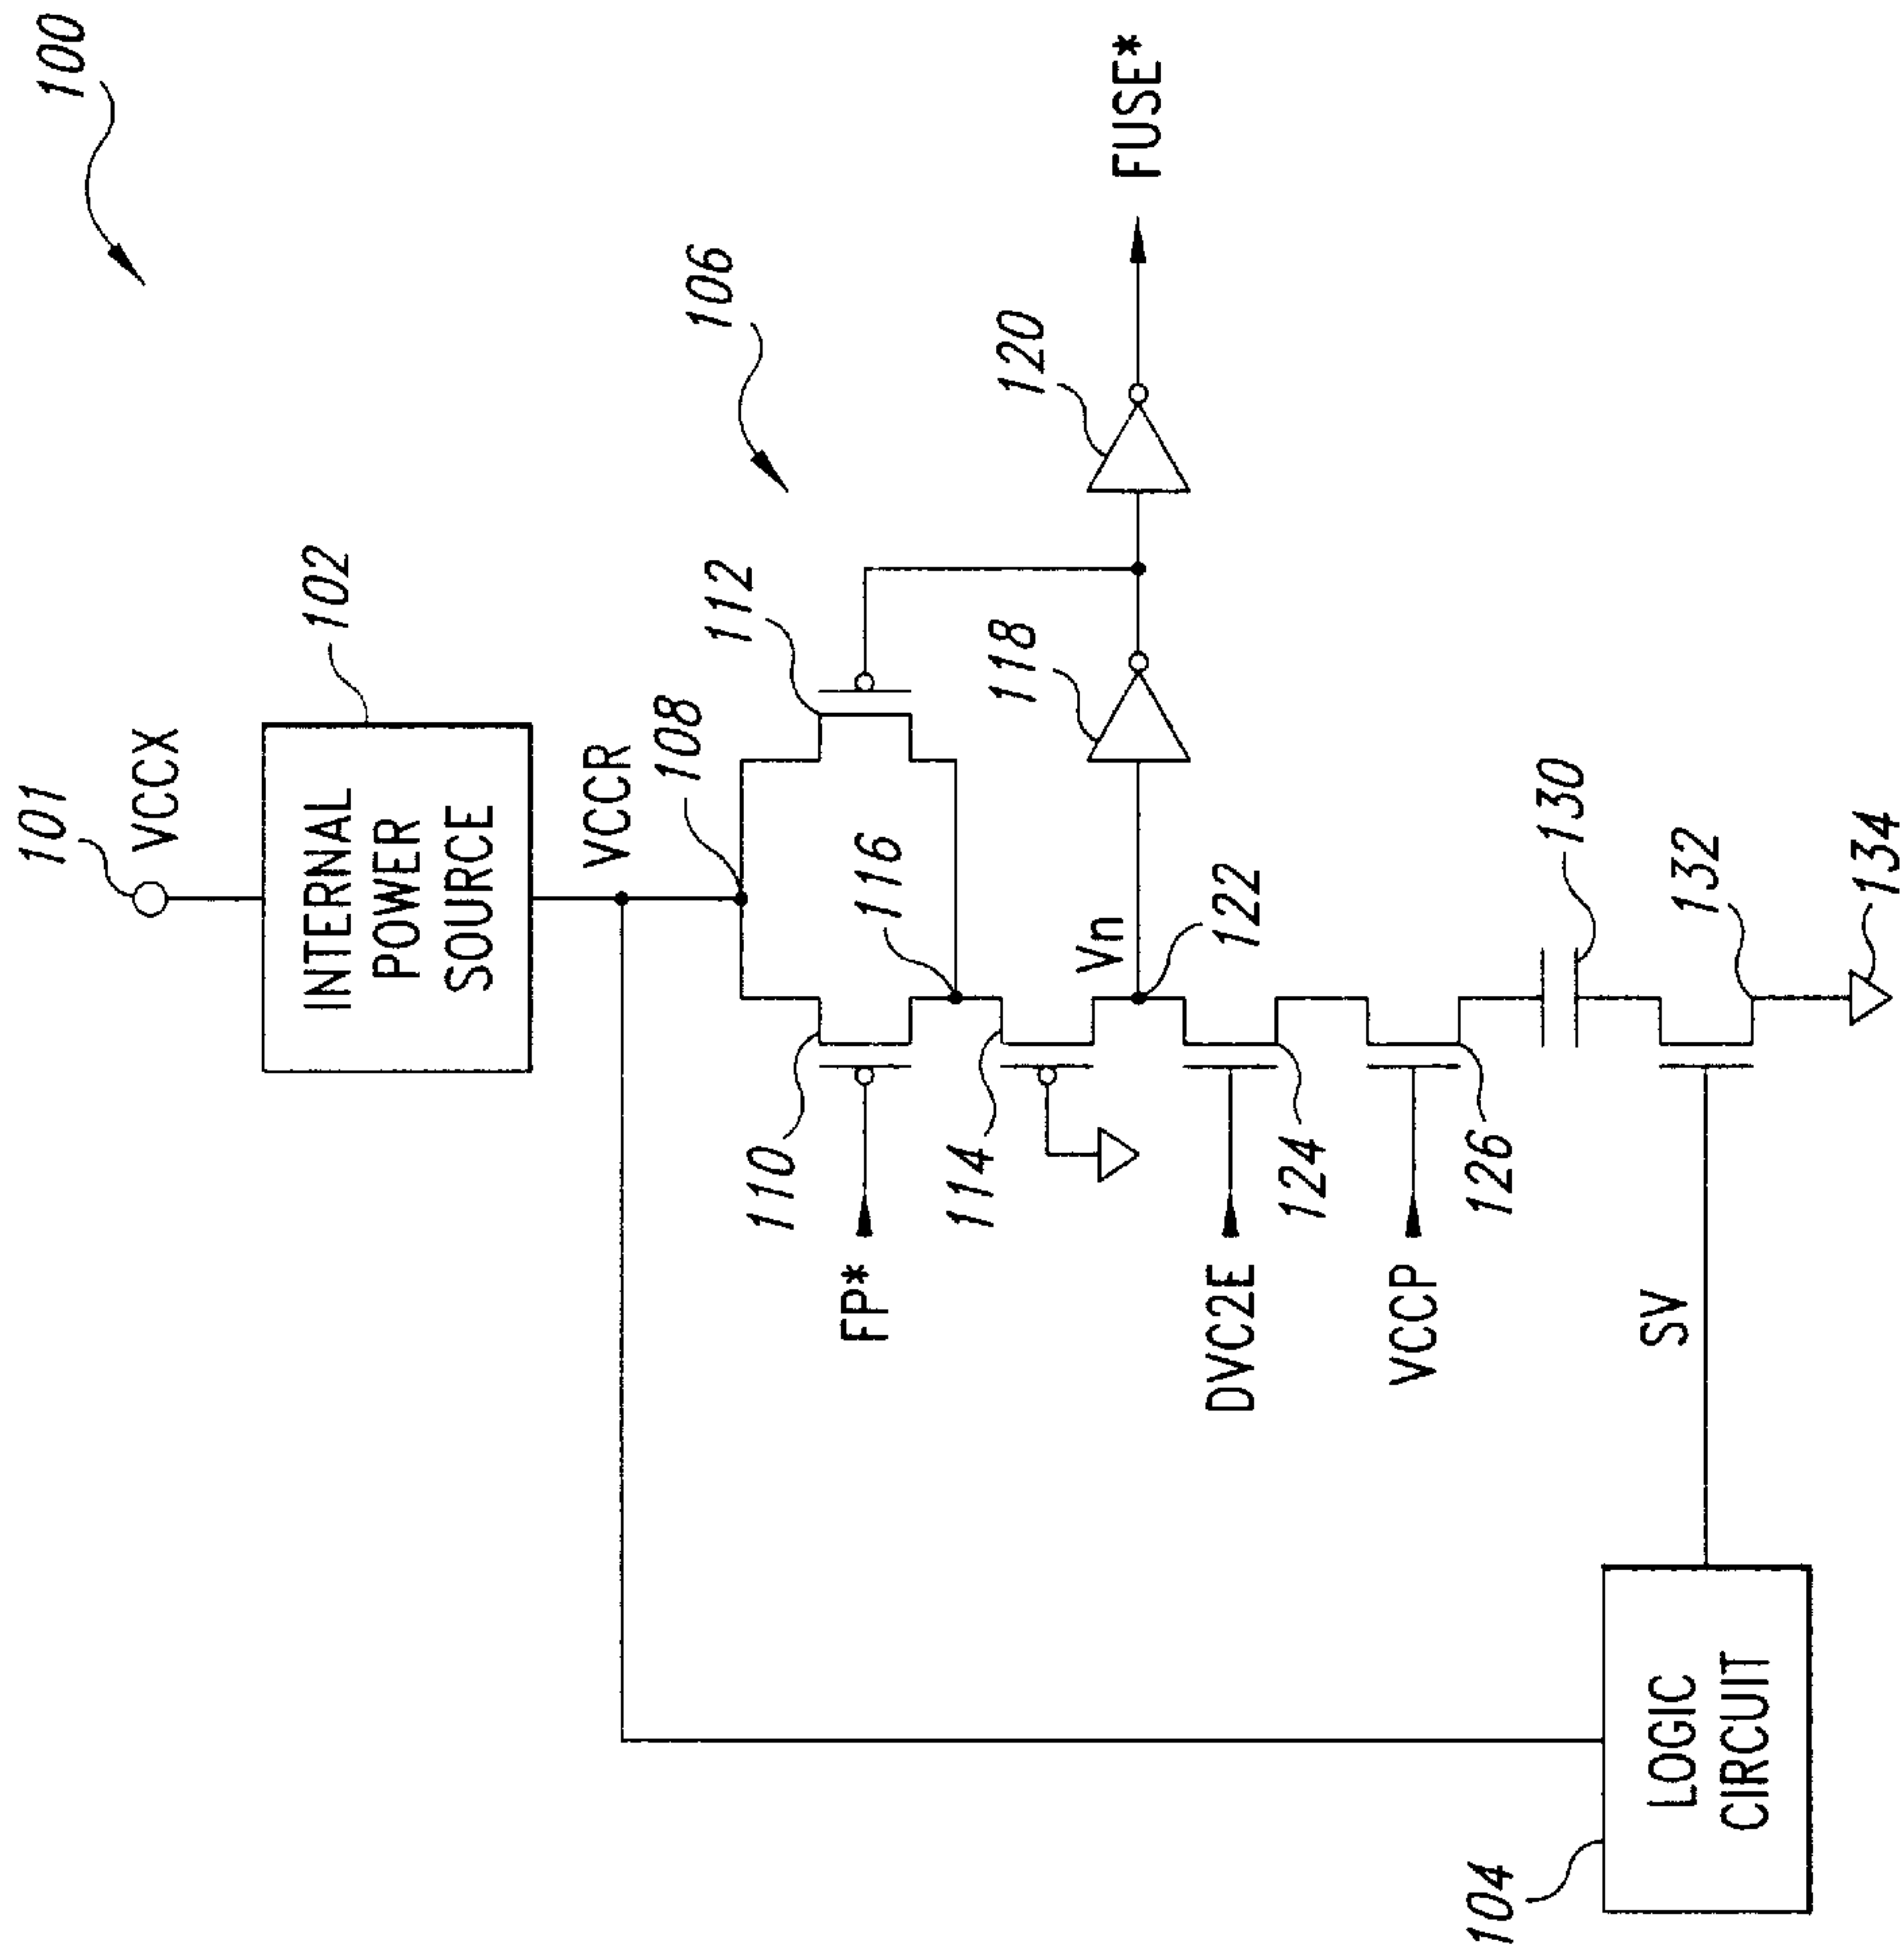 100
101
VCCX
102
INTERNAL
POWER
SOURCE
VCCR
108
112
106
110
FP*
116
114
118
120
FUSE*
Vn
122
DVC2E
124
VCCP
126
130
SV
132
134
104
LOGIC
CIRCUIT